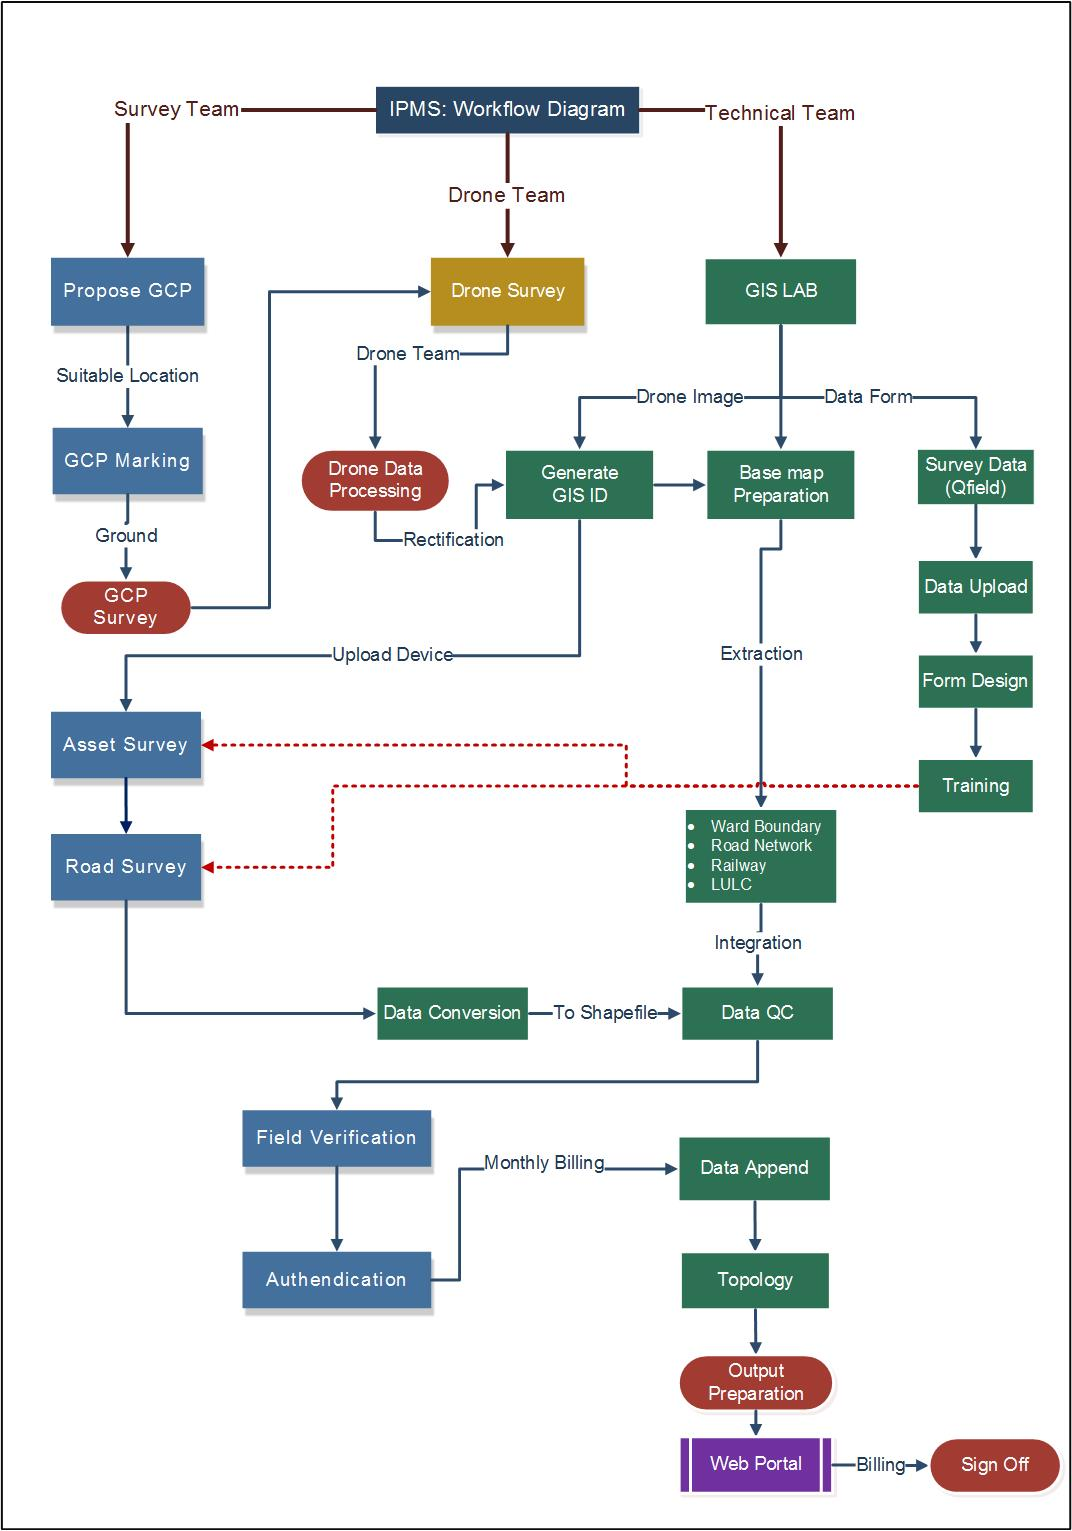 IPMS: Workflow Diagram
Survey Team
Drone Team
Technical Team
Propose GCP
Drone Survey
GIS LAB
Suitable Location
Drone Team
Drone Image
Data Form
GCP Marking
Drone Data
Processing
Generate
GIS ID
Base map
Preparation
Survey Data
(Qfield)
Ground
Rectification
GCP
Survey
Data Upload
Upload Device
Extraction
Form Design
Asset Survey
Training
Road Survey
• Ward Boundary
• Road Network
• Railway
• LULC
Integration
Data Conversion
To Shapefile
Data QC
Field Verification
Monthly Billing
Data Append
Authendication
Topology
Output
Preparation
Web Portal
Billing
Sign Off